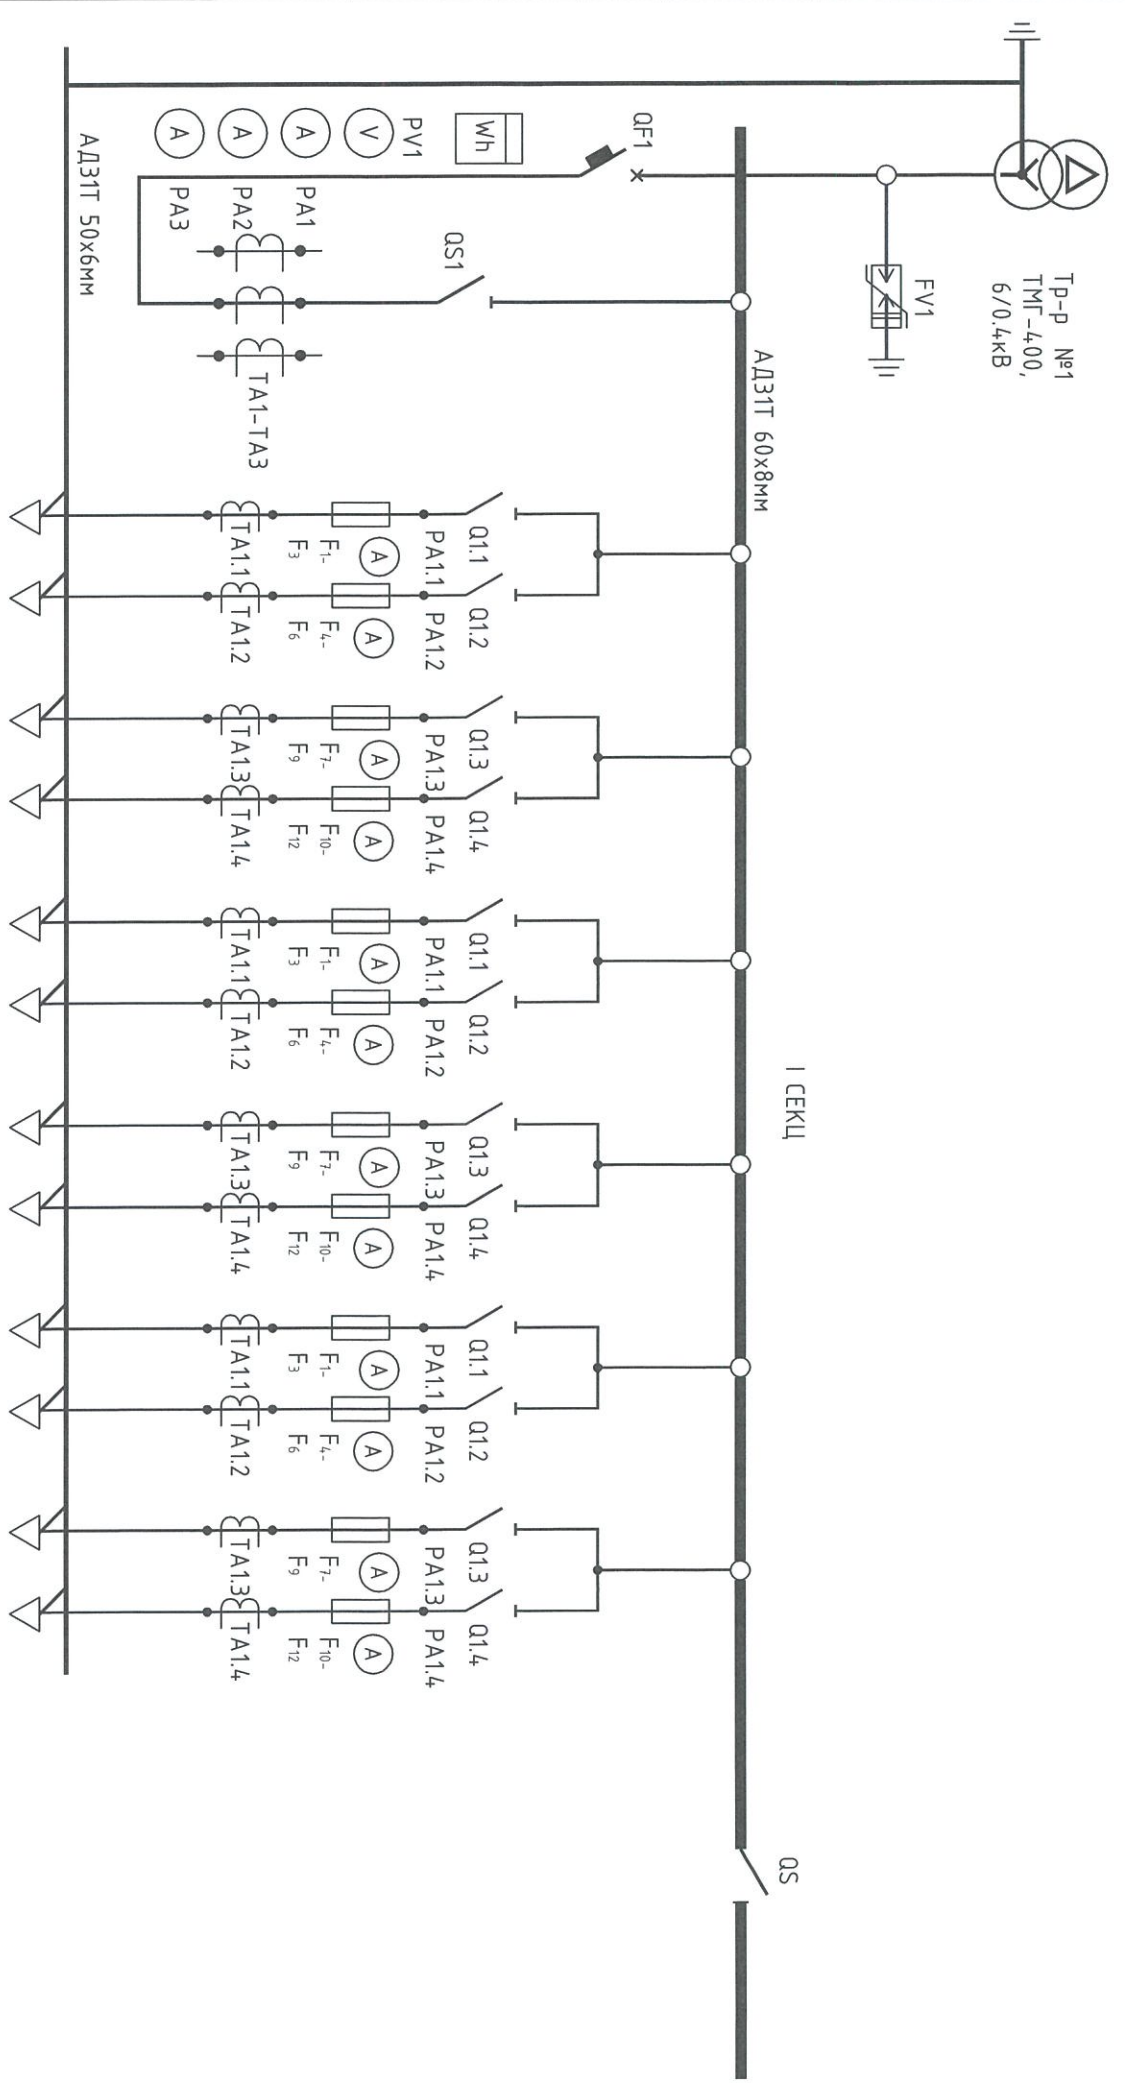 Тр-р №1
ТМГ-400,
6/0.4кВ
FV1
АД31Т 60х8мм
I СЕКЦ
QS
QF1
Wh
PV1
V
A
A
A
PA1
PA2
PA3
QS1
TA1-TA3
Q1.1
Q1.2
Q1.3
Q1.4
Q1.1
Q1.2
Q1.3
Q1.4
Q1.1
Q1.2
Q1.3
Q1.4
PA1.1
PA1.2
PA1.3
PA1.4
PA1.1
PA1.2
PA1.3
PA1.4
PA1.1
PA1.2
PA1.3
PA1.4
A
A
A
A
A
A
A
A
A
A
A
A
F1-
F3
F4-
F6
F7-
F9
F10-
F12
F1-
F3
F4-
F6
F7-
F9
F10-
F12
F1-
F3
F4-
F6
F7-
F9
F10-
F12
TA1.1
TA1.2
TA1.3
TA1.4
TA1.1
TA1.2
TA1.3
TA1.4
TA1.1
TA1.2
TA1.3
TA1.4
АД31Т 50х6мм